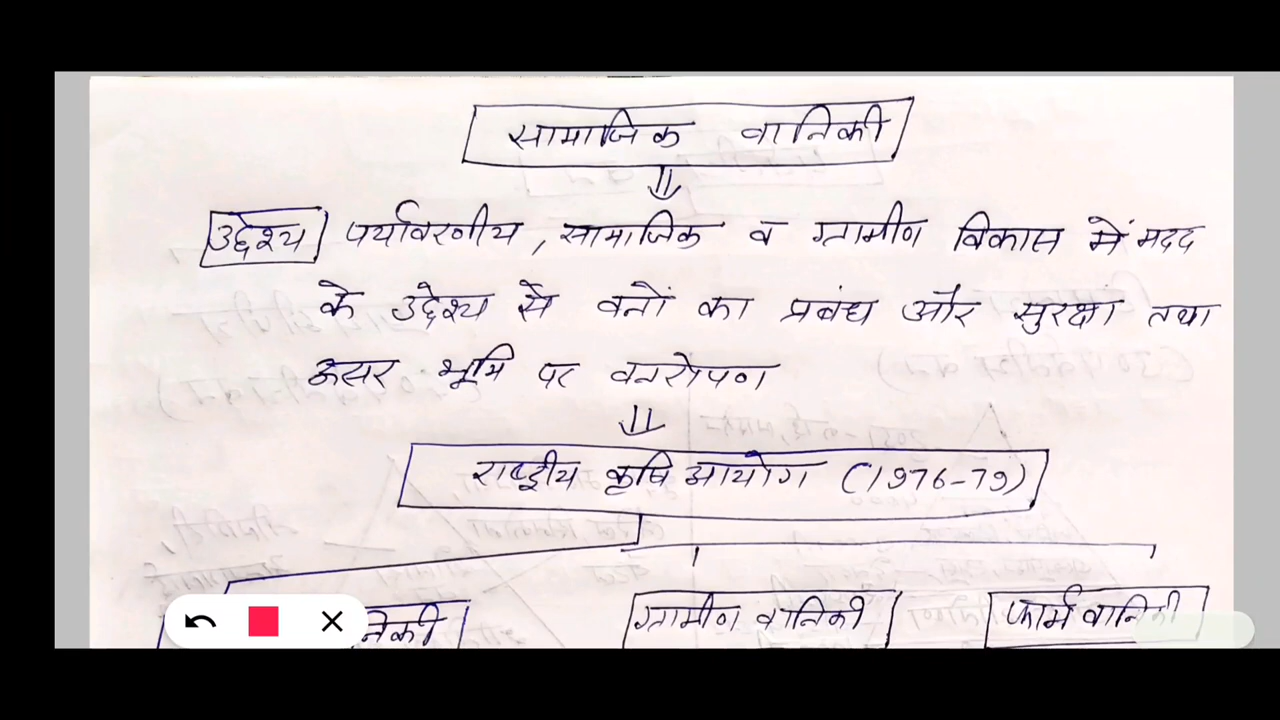 सामाजिक वानिकी
उद्देश्य पर्यावरणीय, सामाजिक व ग्रामीण विकास में मदद
के उद्देश्य से वनों का प्रबंध और सुरक्षा तथा
ऊसर भूमि पर वनरोपण
राष्ट्रीय कृषि आयोग (1976-79)
ग्रामीण वानिकी फार्म वानिकी